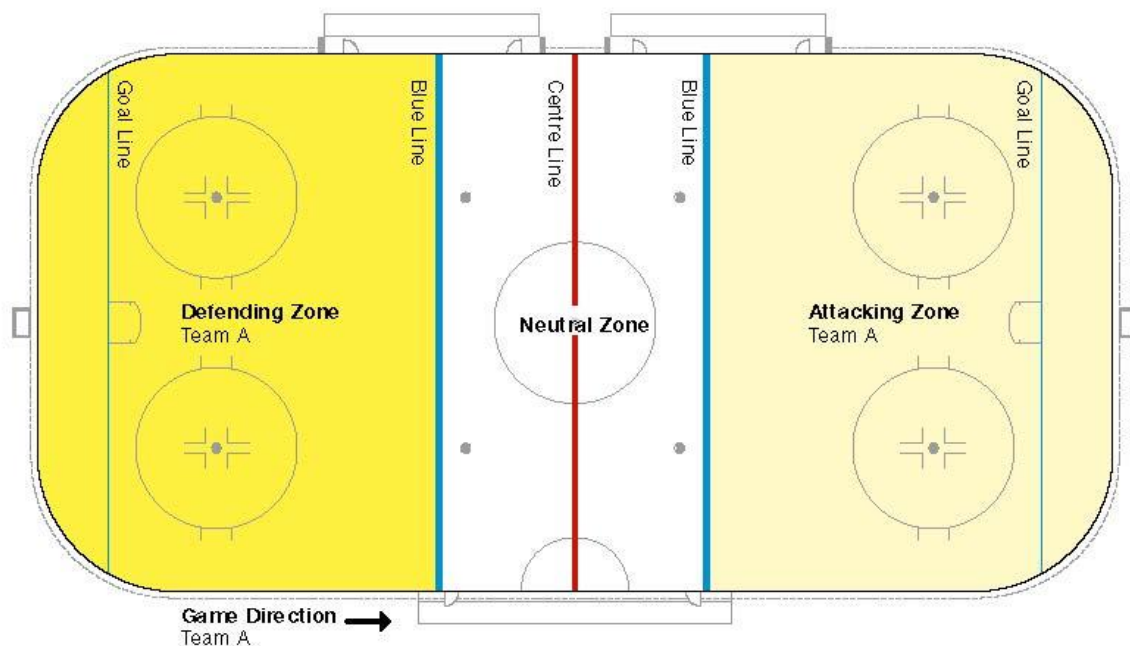 Goal Line
Blue Line
Centre Line
Blue Line
Goal Line
Defending Zone
Team A
Neutral Zone
Attacking Zone
Team A
Game Direction
Team A